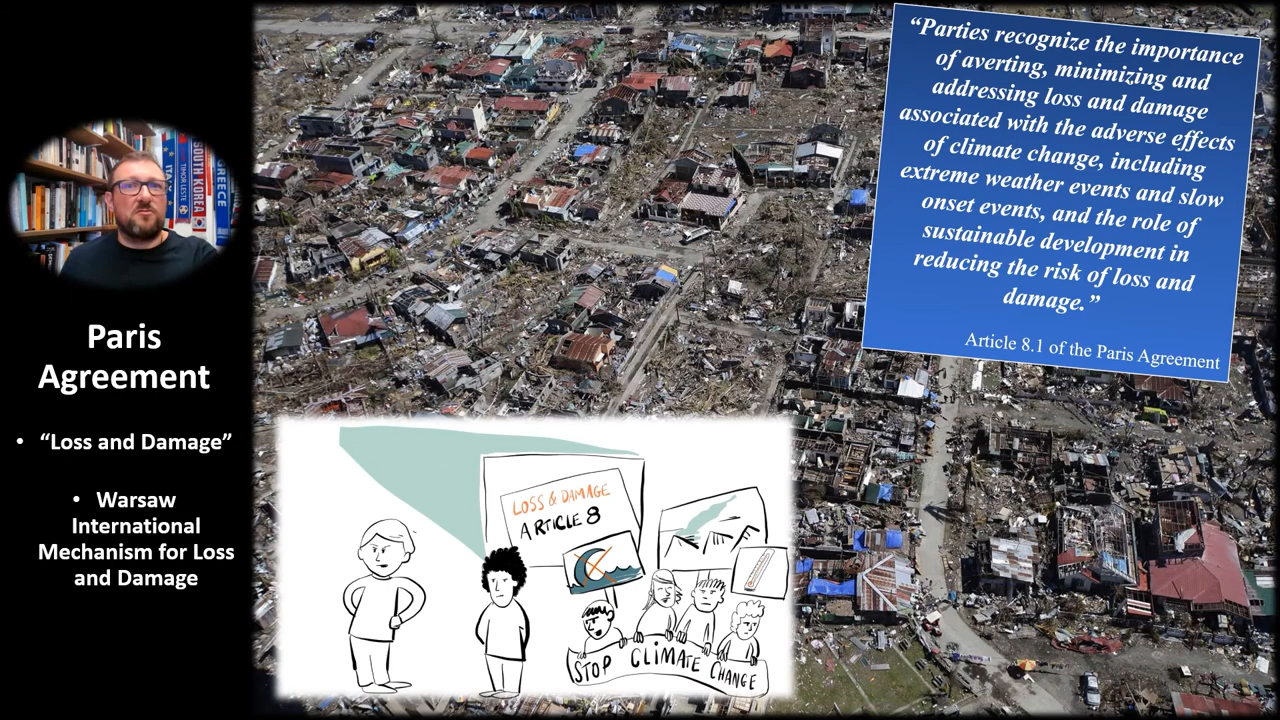 GREECE
SOUTH KOREA
TIMOR LESTE
ITALY
Paris
Agreement
• “Loss and Damage”
• Warsaw
International
Mechanism for Loss
and Damage
“Parties recognize the importance
of averting, minimizing and
addressing loss and damage
associated with the adverse effects
of climate change, including
extreme weather events and slow
onset events, and the role of
sustainable development in
reducing the risk of loss and
damage.”
Article 8.1 of the Paris Agreement
LOSS & DAMAGE
ARTICLE 8
STOP CLIMATE CHANGE